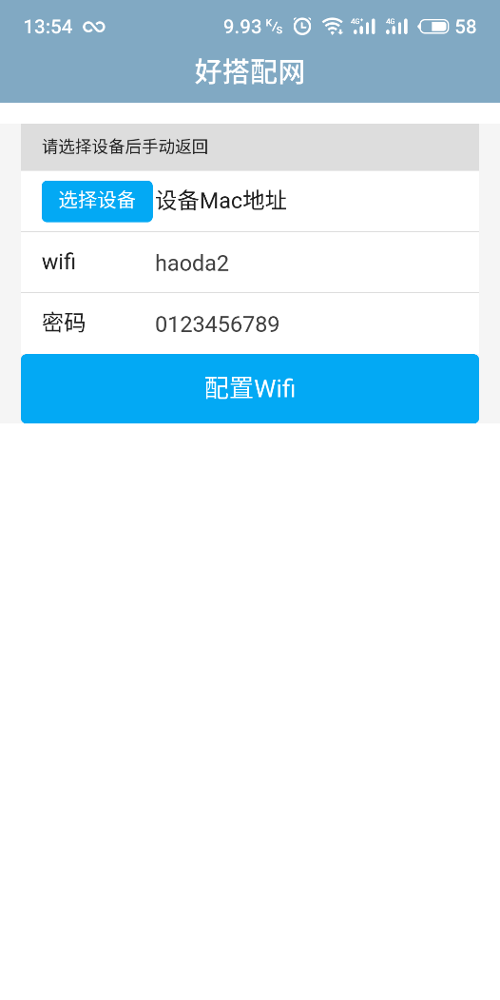 13:54 9.93 K/s 4G+ 4G 58
好搭配网
请选择设备后手动返回
选择设备 设备Mac地址
wifi haoda2
密码 0123456789
配置Wifi